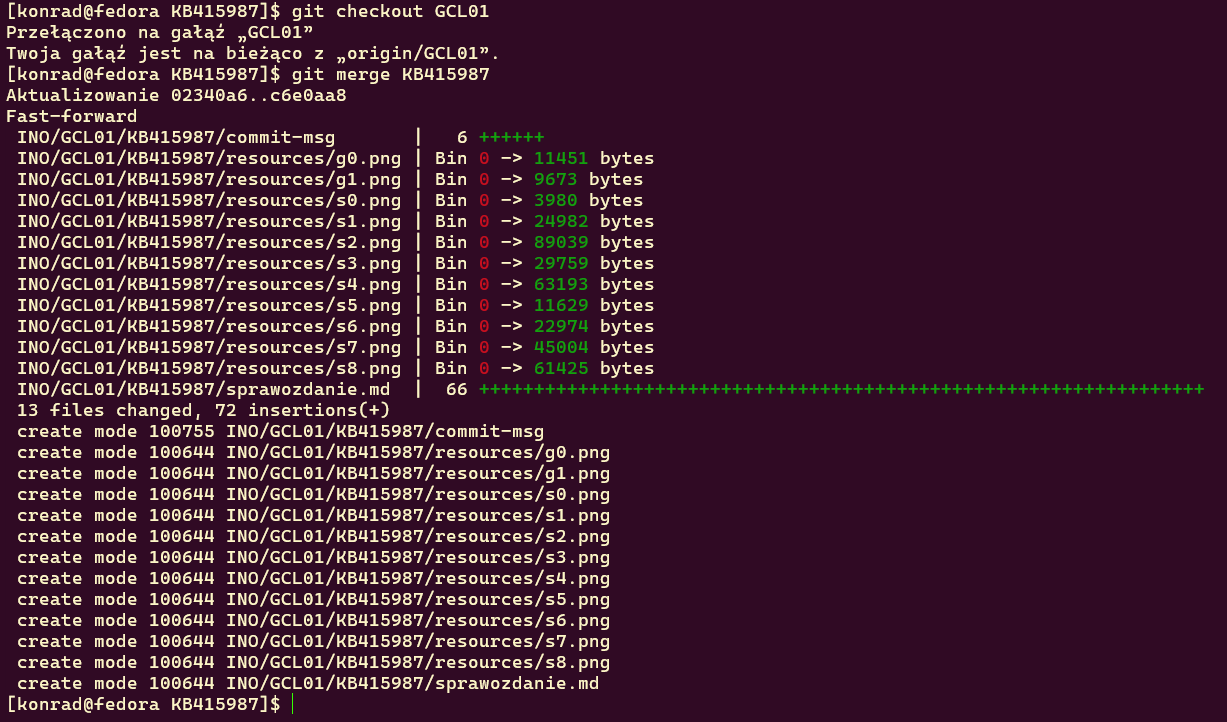 [konrad@fedora KB415987]$ git checkout GCL01
Przełączono na gałąź „GCL01”
Twoja gałąź jest na bieżąco z „origin/GCL01”.
[konrad@fedora KB415987]$ git merge KB415987
Aktualizowanie 02340a6..c6e0aa8
Fast-forward
 INO/GCL01/KB415987/commit-msg       |   6 ++++++
 INO/GCL01/KB415987/resources/g0.png | Bin 0 -> 11451 bytes
 INO/GCL01/KB415987/resources/g1.png | Bin 0 -> 9673 bytes
 INO/GCL01/KB415987/resources/s0.png | Bin 0 -> 3980 bytes
 INO/GCL01/KB415987/resources/s1.png | Bin 0 -> 24982 bytes
 INO/GCL01/KB415987/resources/s2.png | Bin 0 -> 89039 bytes
 INO/GCL01/KB415987/resources/s3.png | Bin 0 -> 29759 bytes
 INO/GCL01/KB415987/resources/s4.png | Bin 0 -> 63193 bytes
 INO/GCL01/KB415987/resources/s5.png | Bin 0 -> 11629 bytes
 INO/GCL01/KB415987/resources/s6.png | Bin 0 -> 22974 bytes
 INO/GCL01/KB415987/resources/s7.png | Bin 0 -> 45004 bytes
 INO/GCL01/KB415987/resources/s8.png | Bin 0 -> 61425 bytes
 INO/GCL01/KB415987/sprawozdanie.md  |  66 ++++++++++++++++++++++++++++++++++++++++++++++++++++++++++++++++++
 13 files changed, 72 insertions(+)
 create mode 100755 INO/GCL01/KB415987/commit-msg
 create mode 100644 INO/GCL01/KB415987/resources/g0.png
 create mode 100644 INO/GCL01/KB415987/resources/g1.png
 create mode 100644 INO/GCL01/KB415987/resources/s0.png
 create mode 100644 INO/GCL01/KB415987/resources/s1.png
 create mode 100644 INO/GCL01/KB415987/resources/s2.png
 create mode 100644 INO/GCL01/KB415987/resources/s3.png
 create mode 100644 INO/GCL01/KB415987/resources/s4.png
 create mode 100644 INO/GCL01/KB415987/resources/s5.png
 create mode 100644 INO/GCL01/KB415987/resources/s6.png
 create mode 100644 INO/GCL01/KB415987/resources/s7.png
 create mode 100644 INO/GCL01/KB415987/resources/s8.png
 create mode 100644 INO/GCL01/KB415987/sprawozdanie.md
[konrad@fedora KB415987]$